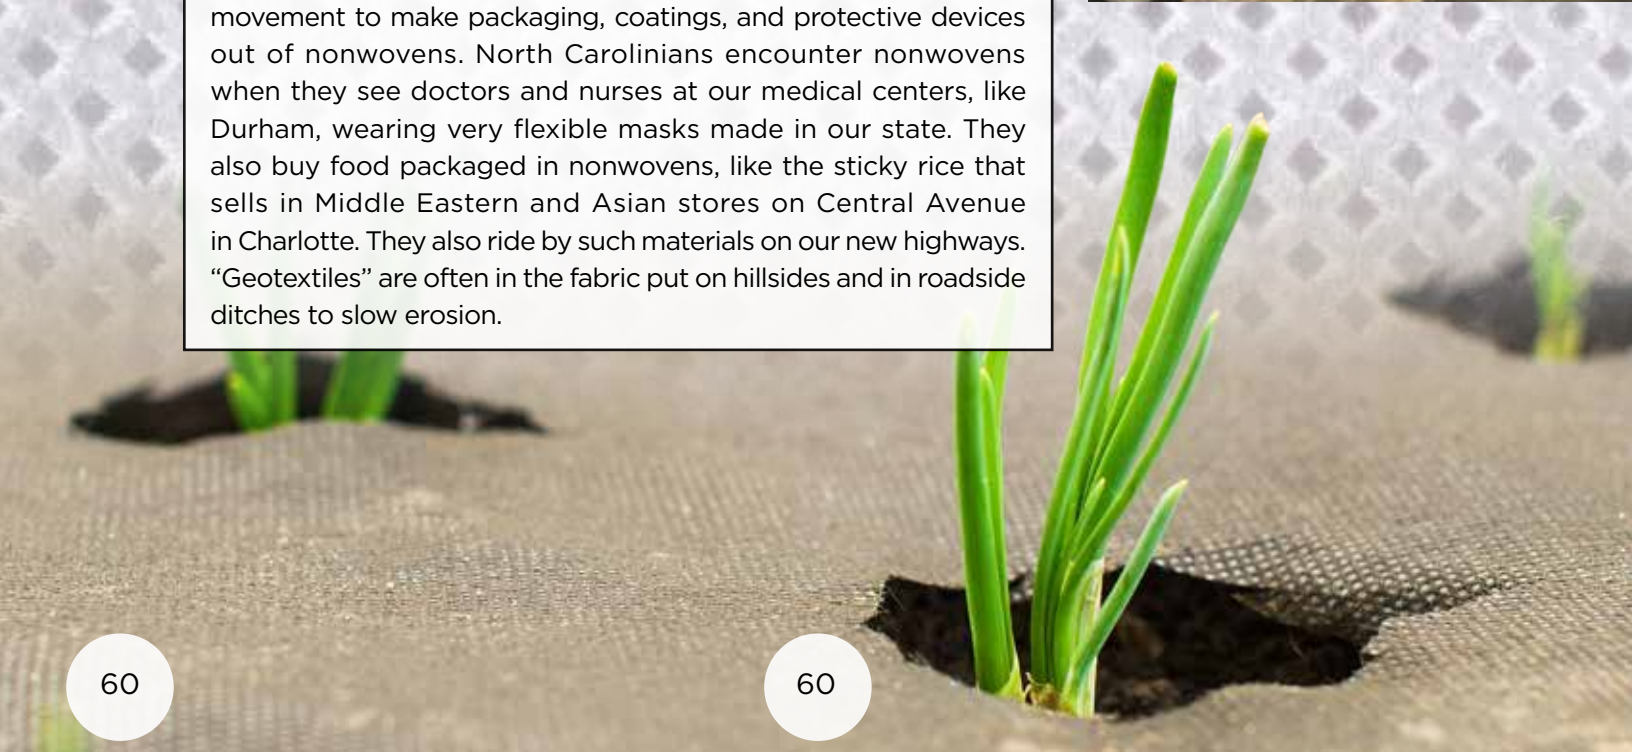 movement to make packaging, coatings, and protective devices
out of nonwovens. North Carolinians encounter nonwovens
when they see doctors and nurses at our medical centers, like
Durham, wearing very flexible masks made in our state. They
also buy food packaged in nonwovens, like the sticky rice that
sells in Middle Eastern and Asian stores on Central Avenue
in Charlotte. They also ride by such materials on our new highways.
“Geotextiles” are often in the fabric put on hillsides and in roadside
ditches to slow erosion.
60
60